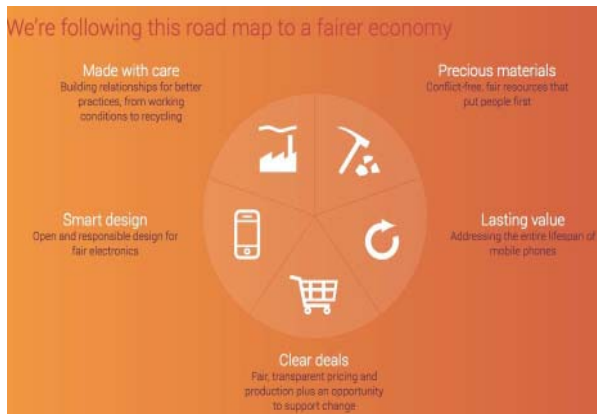 We're following this road map to a fairer economy
Made with care
Building relationships for better
practices, from working
conditions to recycling
Precious materials
Conflict-free, fair resources that
put people first
Smart design
Open and responsible design for
fair electronics
Lasting value
Addressing the entire lifespan of
mobile phones
Clear deals
Fair, transparent pricing and
production plus an opportunity
to support change